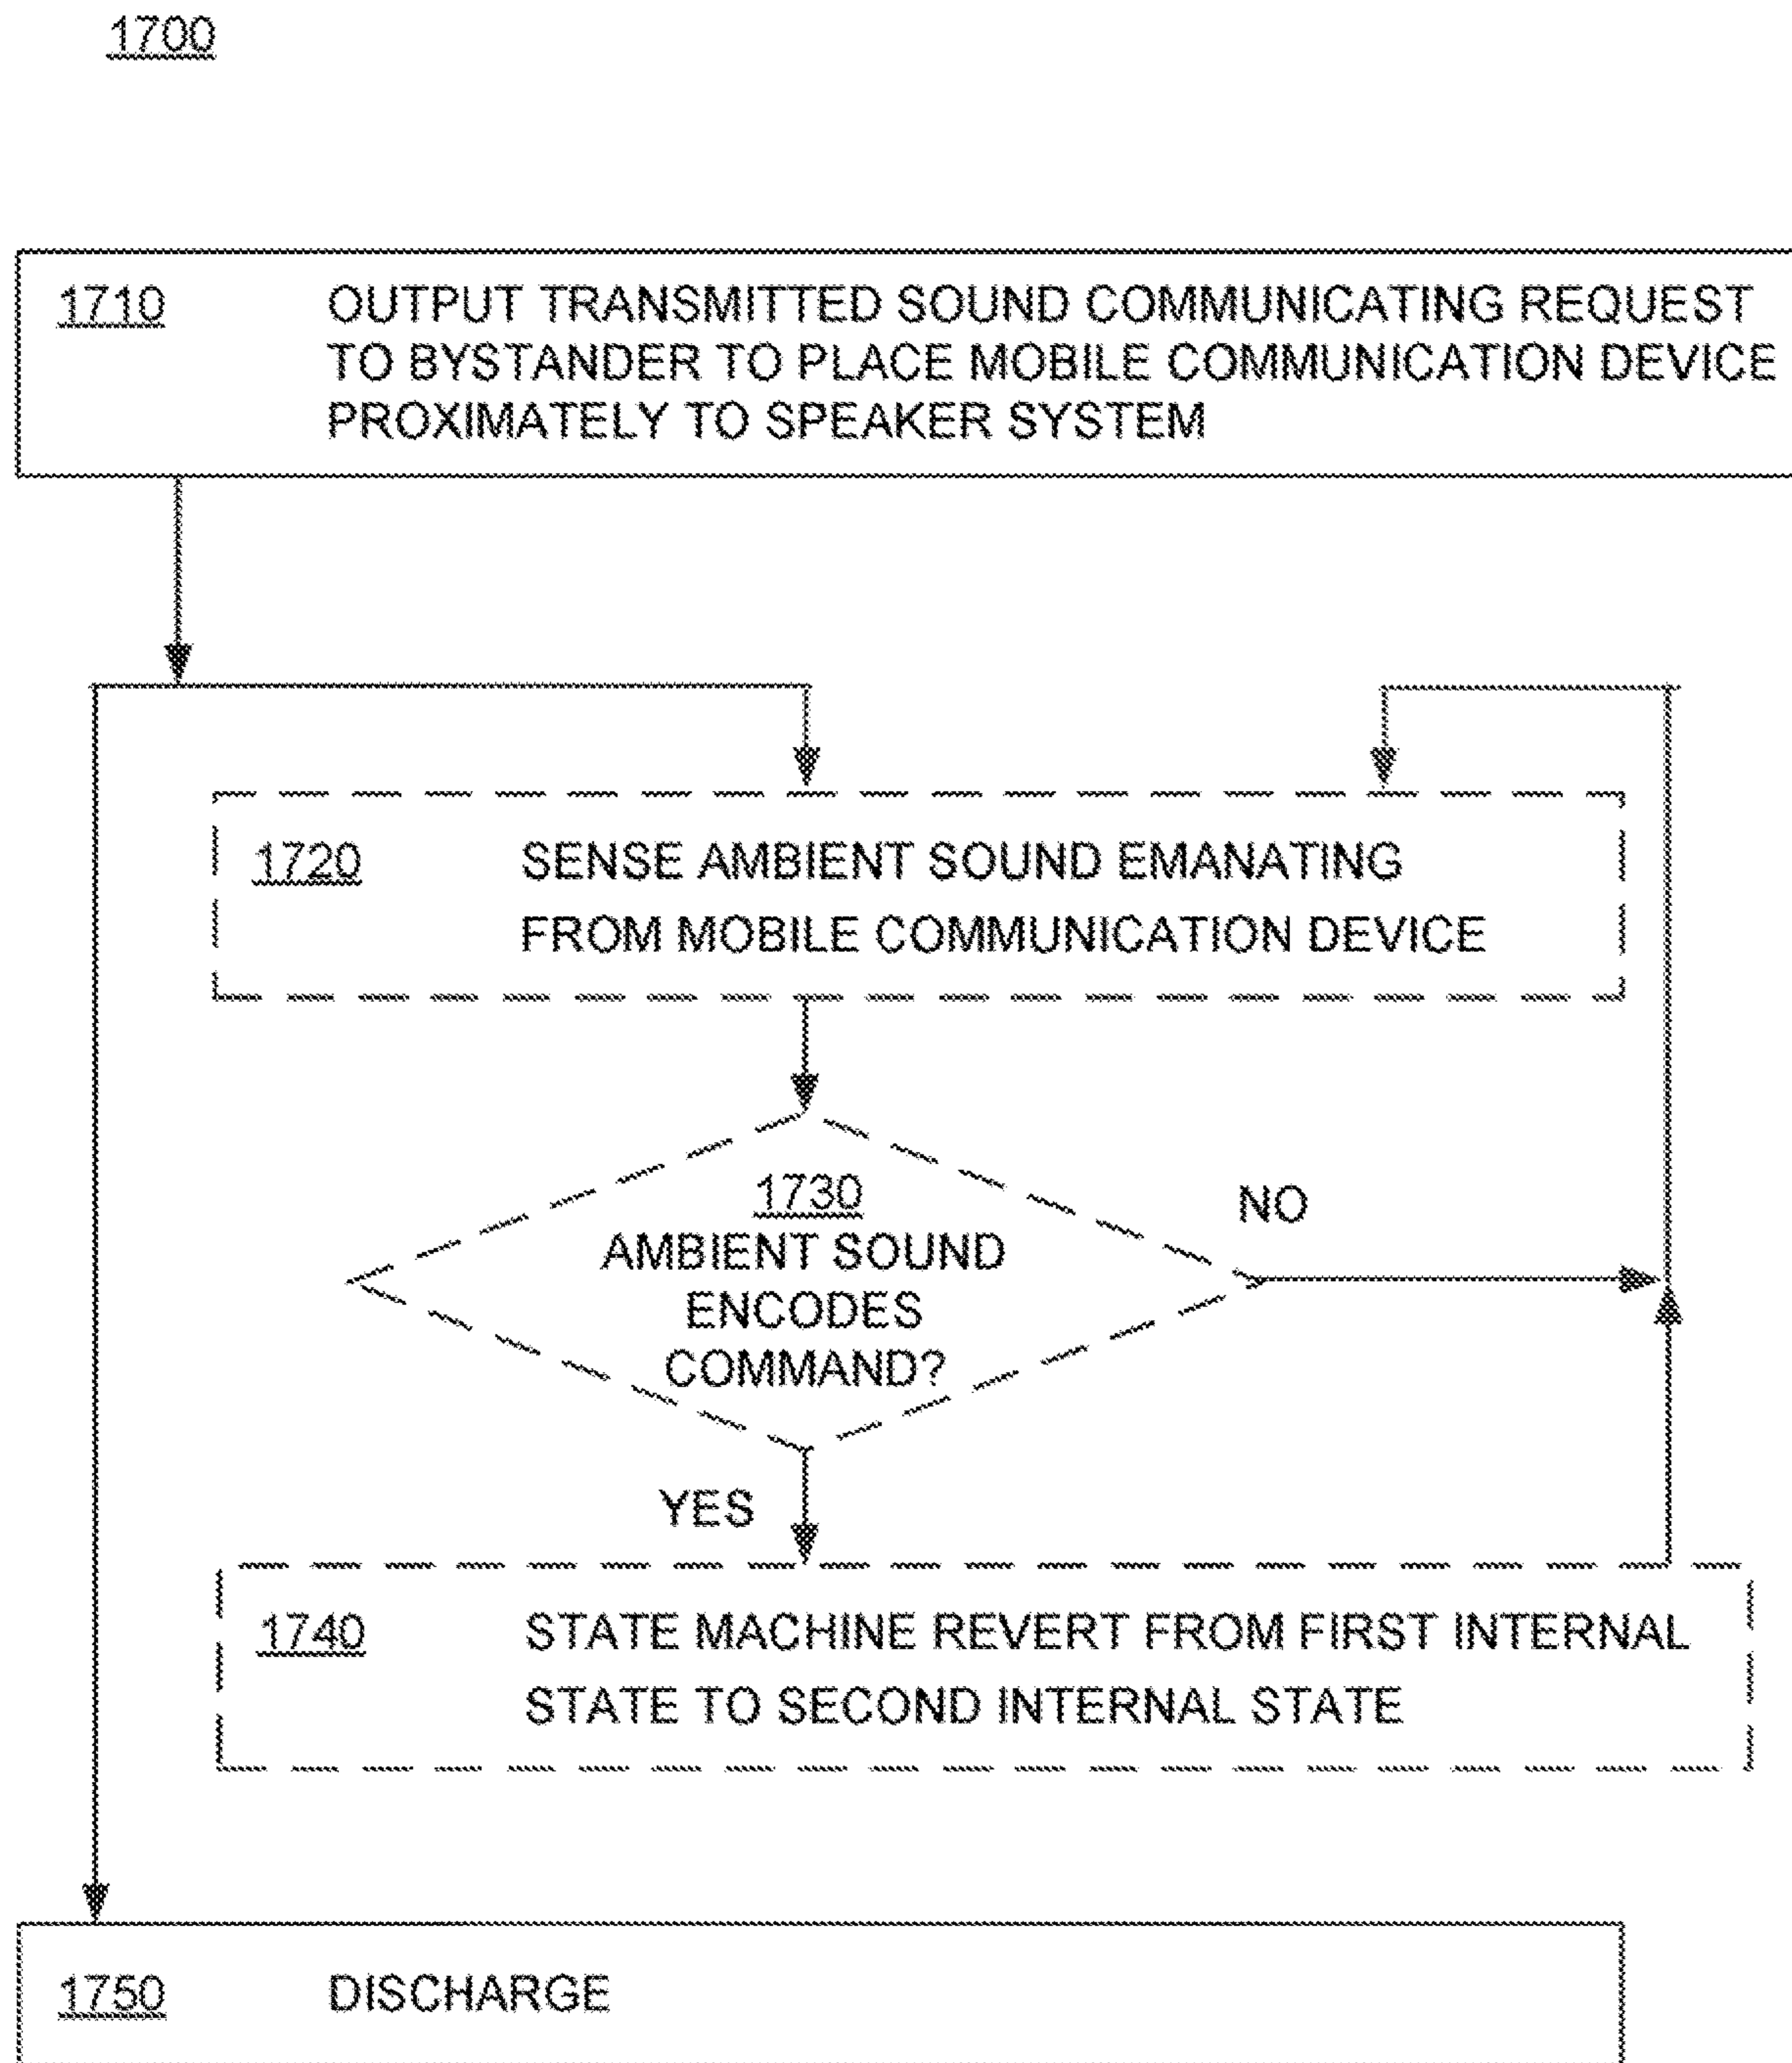 1700
1710 OUTPUT TRANSMITTED SOUND COMMUNICATING REQUEST
TO BYSTANDER TO PLACE MOBILE COMMUNICATION DEVICE
PROXIMATELY TO SPEAKER SYSTEM
1720 SENSE AMBIENT SOUND EMANATING
FROM MOBILE COMMUNICATION DEVICE
1730
NO
AMBIENT SOUND
ENCODES
COMMAND?
YES
1740 STATE MACHINE REVERT FROM FIRST INTERNAL
STATE TO SECOND INTERNAL STATE
1750 DISCHARGE